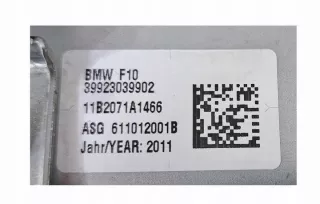 BMW F10
39923039902
11B2071A1466
ASG 611012001B
Jahr/YEAR: 2011